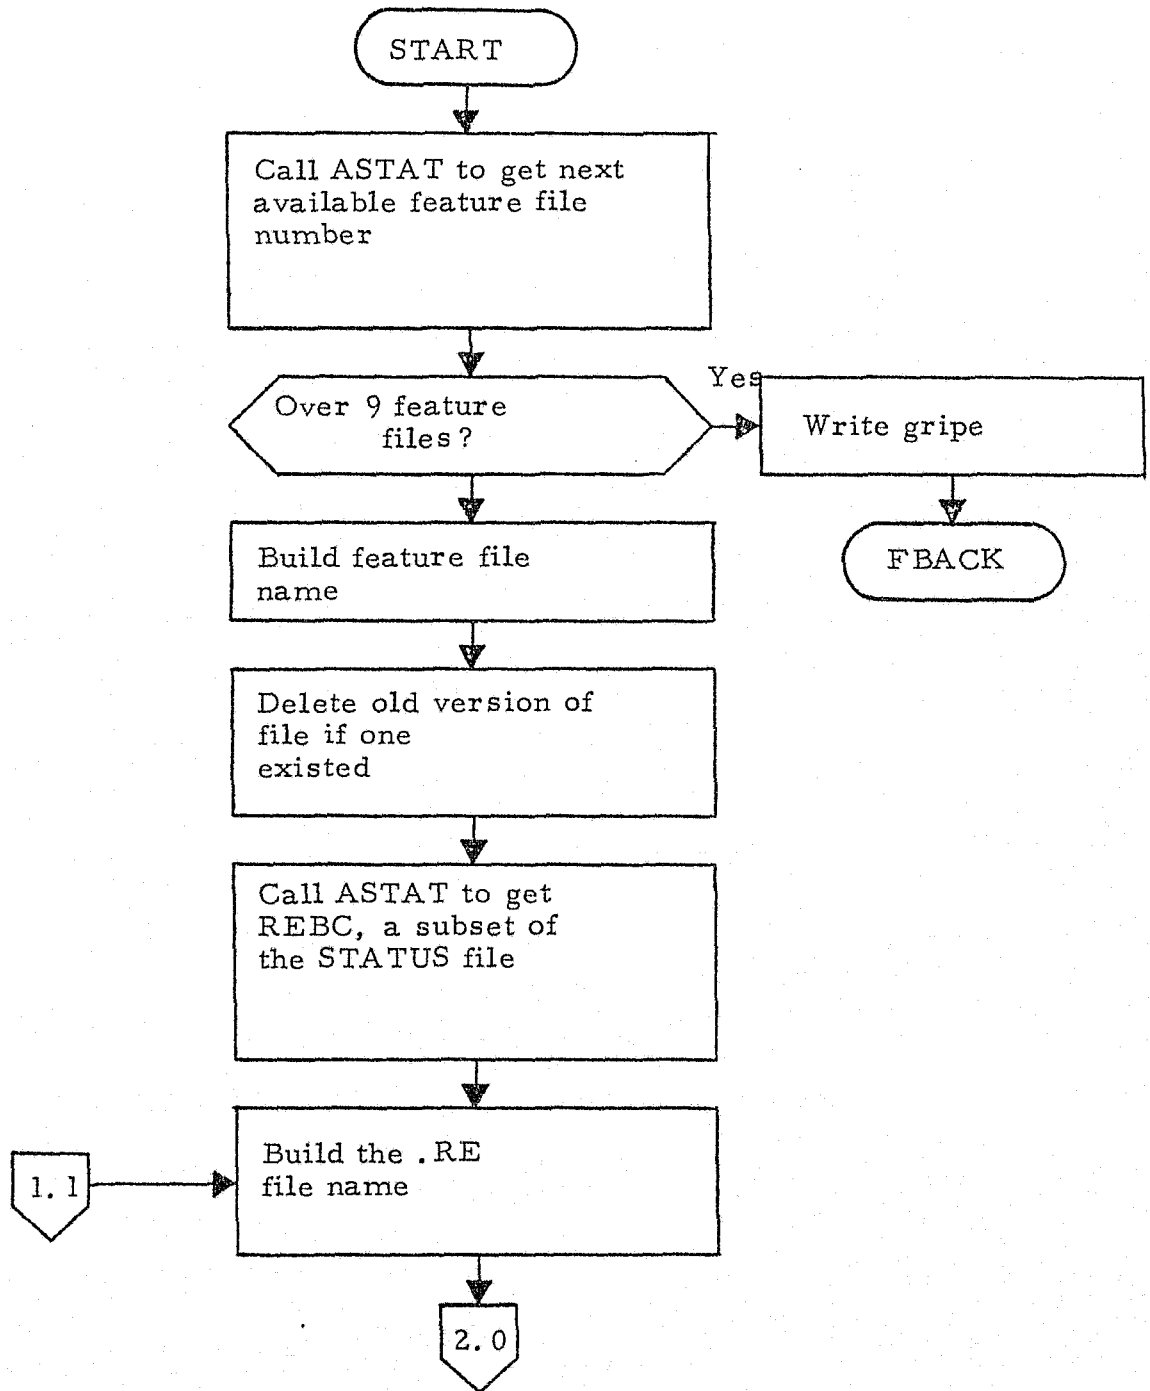 START
Call ASTAT to get next
available feature file
number
Over 9 feature
files?
Yes
Write gripe
FBACK
Build feature file
name
Delete old version of
file if one
existed
Call ASTAT to get
REBC, a subset of
the STATUS file
1.1
Build the .RE
file name
2.0